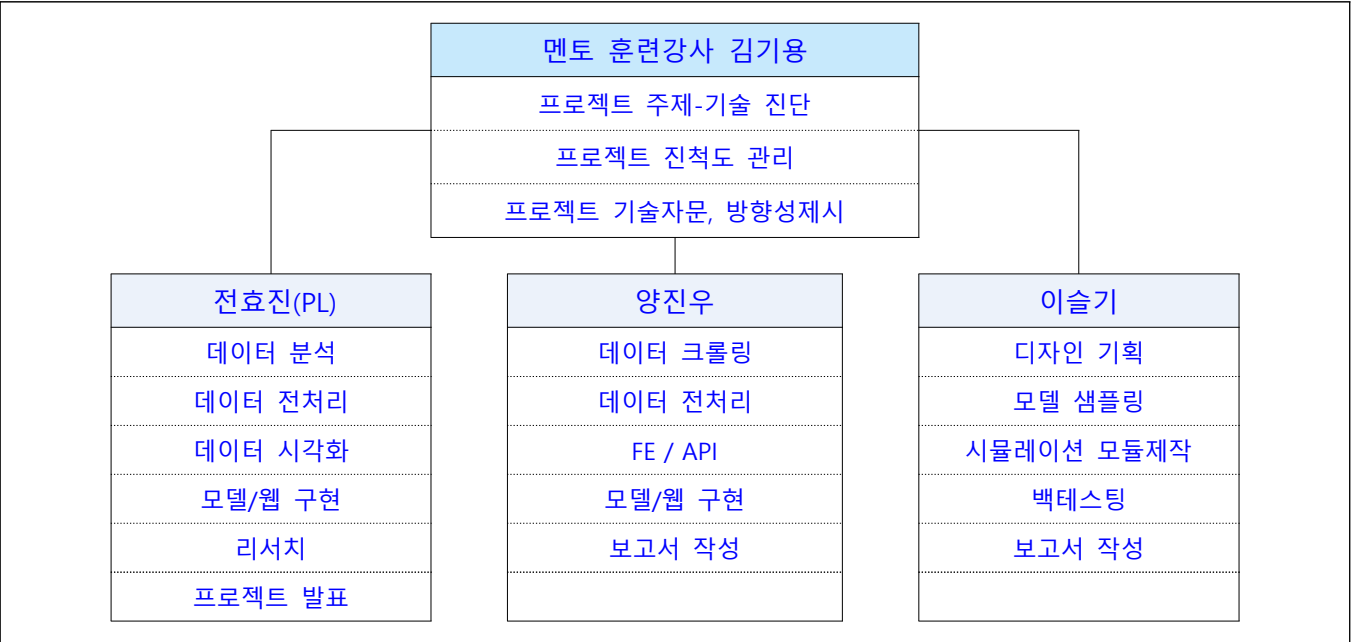 멘토 훈련강사 김기용
프로젝트 주제-기술 진단
프로젝트 진척도 관리
프로젝트 기술자문, 방향성제시
전효진(PL)
데이터 분석
데이터 전처리
데이터 시각화
모델/웹 구현
리서치
프로젝트 발표
양진우
데이터 크롤링
데이터 전처리
FE / API
모델/웹 구현
보고서 작성
이슬기
디자인 기획
모델 샘플링
시뮬레이션 모듈제작
백테스팅
보고서 작성